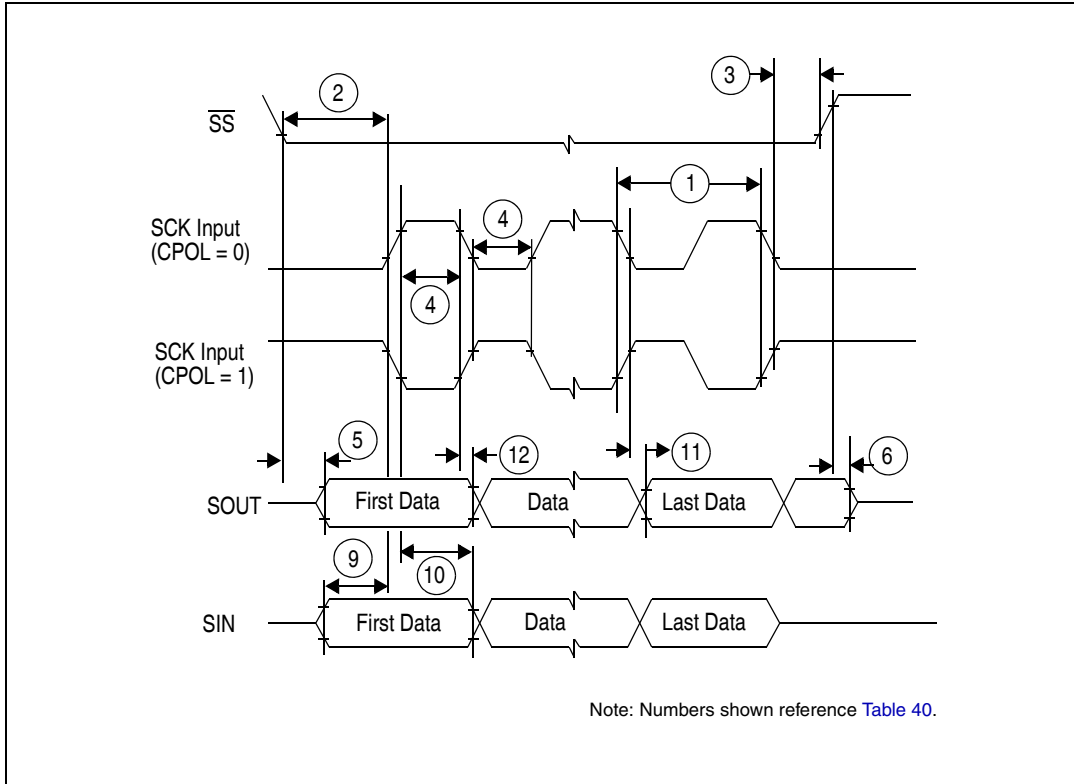 3
2
SS
1
SCK Input
(CPOL = 0)
4
4
SCK Input
(CPOL = 1)
5
12
11
6
SOUT
First Data
Data
Last Data
9
10
SIN
First Data
Data
Last Data
Note: Numbers shown reference Table 40.